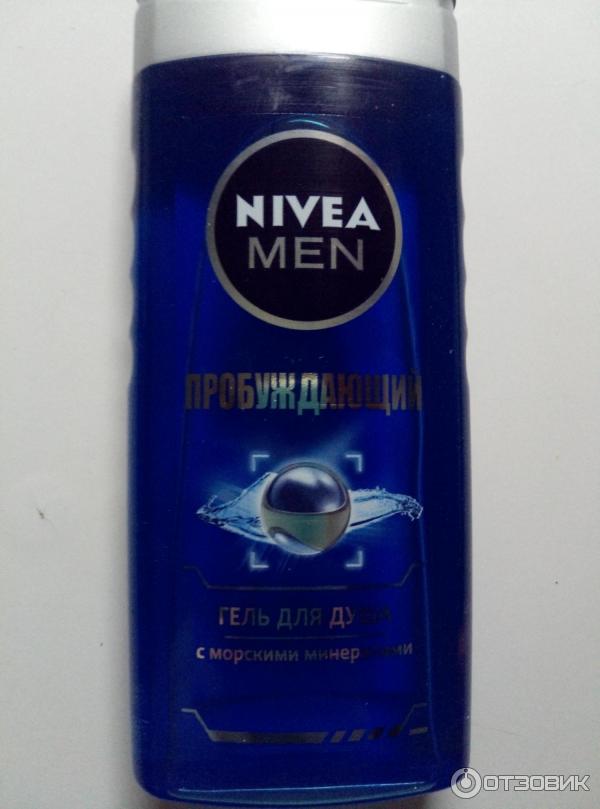 NIVEA
MEN
ПРОБУЖДАЮЩИЙ
ГЕЛЬ ДЛЯ ДУША
с морскими минералами
ОТЗОВИК